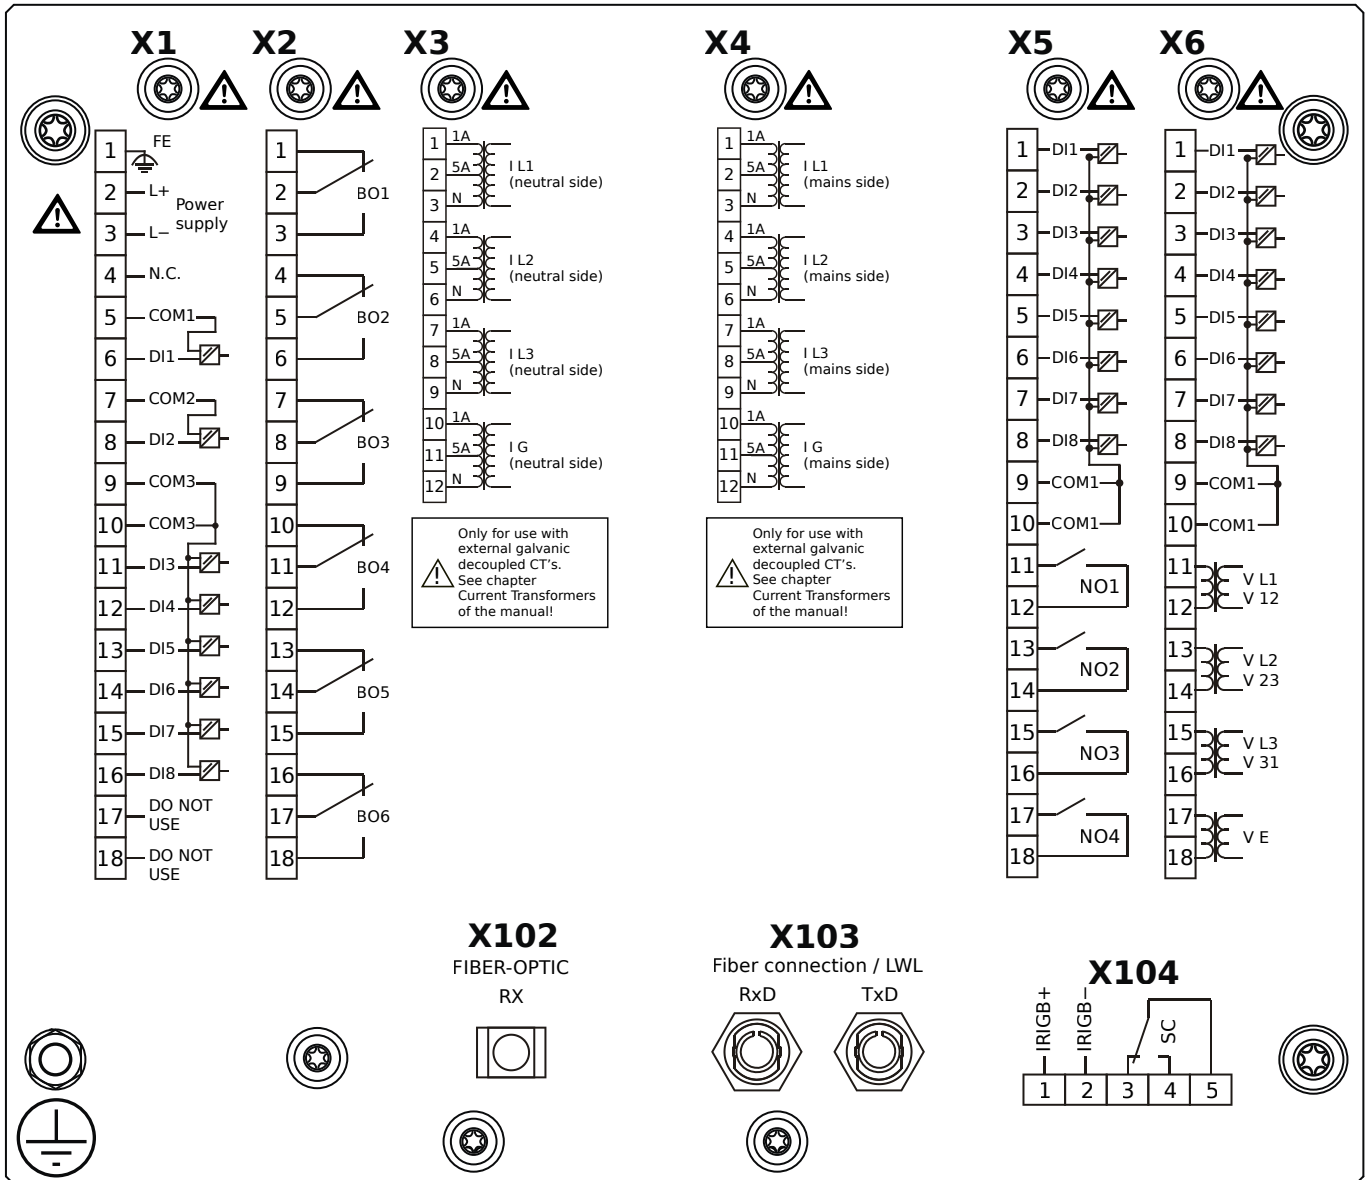 X1
1
FE
2
L+
Power
supply
3
L−
4
N.C.
5
COM1
6
DI1
7
COM2
8
DI2
9
COM3
10
COM3
11
DI3
12
DI4
13
DI5
14
DI6
15
DI7
16
DI8
17
DO NOT
USE
18
DO NOT
USE
X2
1
2
BO1
3
4
5
BO2
6
7
8
BO3
9
10
11
BO4
12
13
14
BO5
15
16
17
BO6
18
X3
1
1A
2
5A
3
N
I L1
(neutral side)
4
1A
5
5A
6
N
I L2
(neutral side)
7
1A
8
5A
9
N
I L3
(neutral side)
10
1A
11
5A
12
N
I G
(neutral side)
Only for use with
external galvanic
decoupled CT's.
See chapter
Current Transformers
of the manual!
X4
1
1A
2
5A
3
N
I L1
(mains side)
4
1A
5
5A
6
N
I L2
(mains side)
7
1A
8
5A
9
N
I L3
(mains side)
10
1A
11
5A
12
N
I G
(mains side)
Only for use with
external galvanic
decoupled CT's.
See chapter
Current Transformers
of the manual!
X5
1
DI1
2
DI2
3
DI3
4
DI4
5
DI5
6
DI6
7
DI7
8
DI8
9
COM1
10
COM1
11
12
NO1
13
14
NO2
15
16
NO3
17
18
NO4
X6
1
DI1
2
DI2
3
DI3
4
DI4
5
DI5
6
DI6
7
DI7
8
DI8
9
COM1
10
COM1
11
12
V L1
V 12
13
14
V L2
V 23
15
16
V L3
V 31
17
18
V E
X102
FIBER-OPTIC
RX
X103
Fiber connection / LWL
RxD TxD
X104
IRIGB+
IRIGB−
SC
1 2 3 4 5